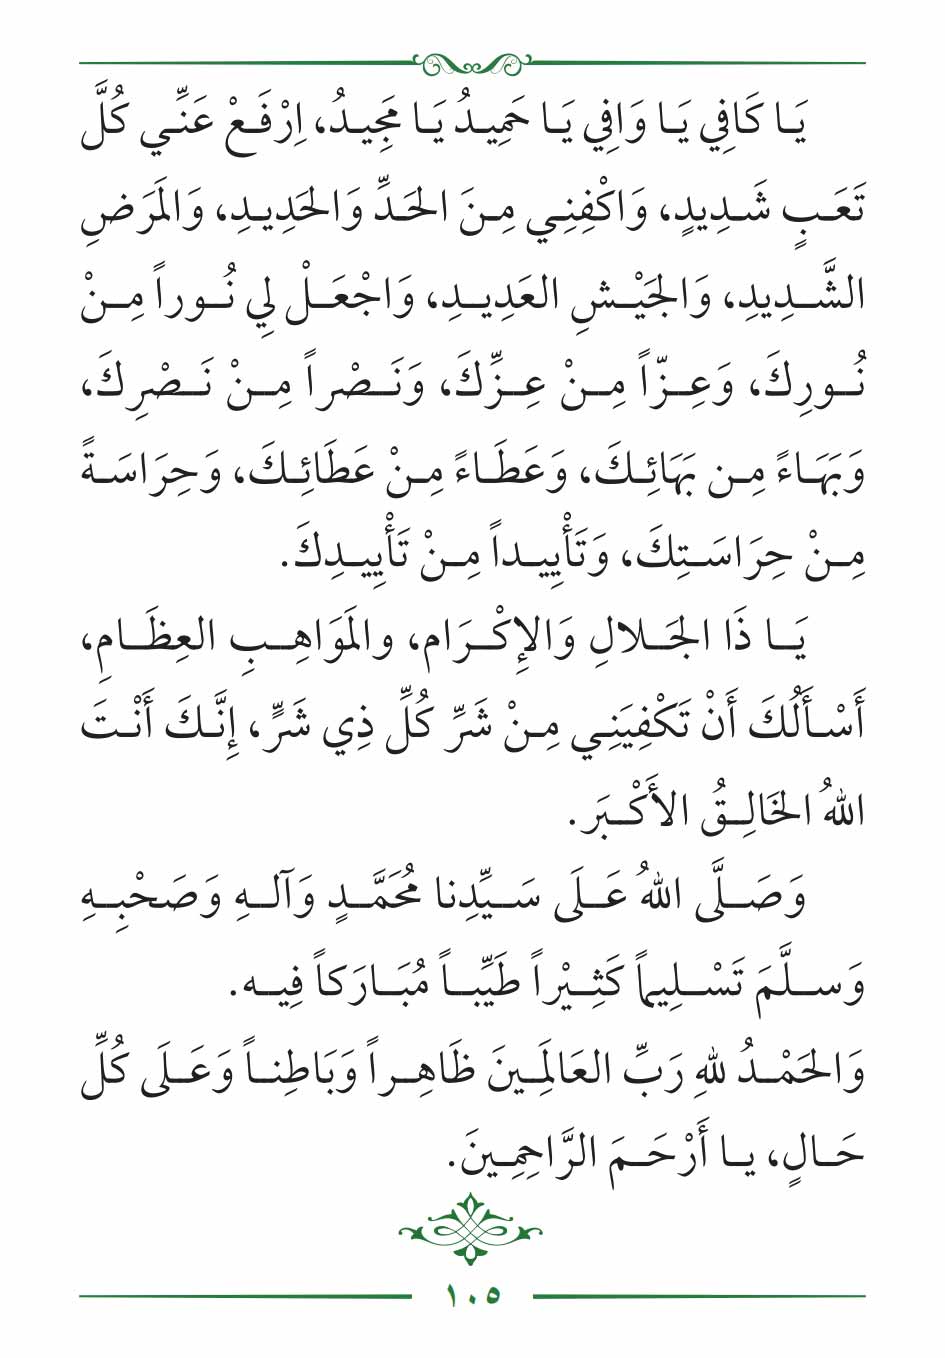 يَا كَافِي يَا وَافِي يَا حَمِيدُ يَا مَجِيدُ، اِرْفَعْ عَنِّي كُلَّ
تَعَبٍ شَدِيدٍ، وَاكْفِنِي مِنَ الحَدِّ وَالحَدِيدِ، وَالمَرَضِ
الشَّدِيدِ، وَالجَيْشِ العَدِيدِ، وَاجْعَلْ لِي نُوراً مِنْ
نُورِكَ، وَعِزّاً مِنْ عِزِّكَ، وَنَصْراً مِنْ نَصْرِكَ،
وَبَهَاءً مِن بَهَائِكَ، وَعَطَاءً مِنْ عَطَائِكَ، وَحِرَاسَةً
مِنْ حِرَاسَتِكَ، وَتَأْيِيداً مِنْ تَأْيِيدِكَ.
يَا ذَا الجَلالِ وَالإِكْرَامِ، والمَوَاهِبِ العِظَامِ،
أَسْأَلُكَ أَنْ تَكْفِيَنِي مِنْ شَرِّ كُلِّ ذِي شَرٍّ، إِنَّكَ أَنْتَ
اللهُ الخَالِقُ الأَكْبَر.
وَصَلَّى اللهُ عَلَى سَيِّدِنا مُحَمَّدٍ وَآلهِ وَصَحْبِهِ
وَسلَّمَ تَسْلِيماً كَثِيْراً طَيِّباً مُبَارَكاً فِيه.
وَالحَمْدُ للهِ رَبِّ العَالَمِينَ ظَاهِراً وَبَاطِناً وَعَلَى كُلِّ
حَالٍ، يا أَرْحَمَ الرَّاحِمِينَ.
١٠٥